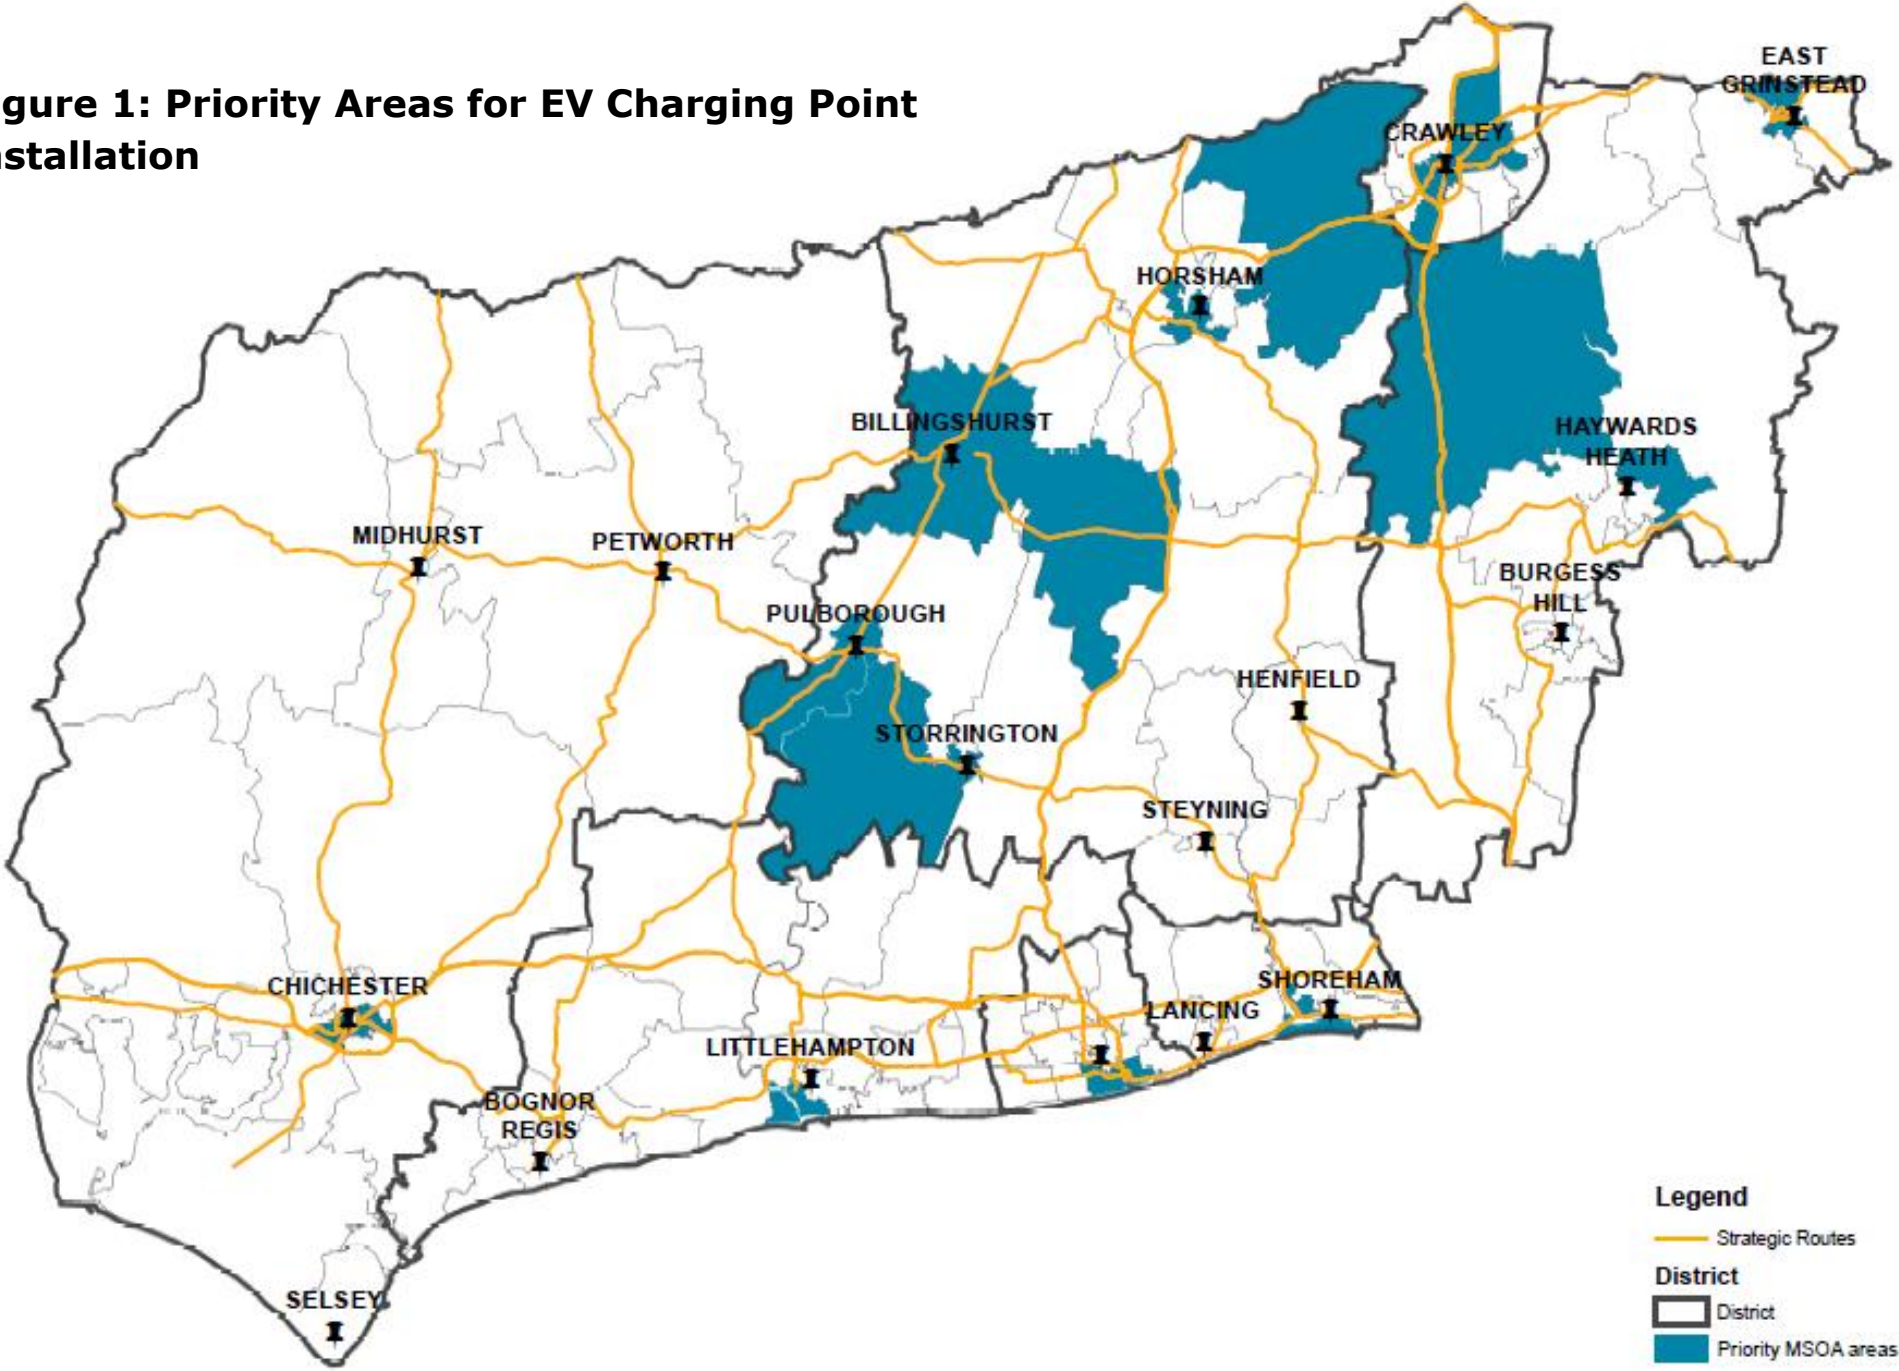 gure 1: Priority Areas for EV Charging Point
stallation
EAST
GRINSTEAD
CRAWLEY
HORSHAM
BILLINGSHURST
HAYWARDS
HEATH
MIDHURST
PETWORTH
BURGESS
HILL
PULBOROUGH
HENFIELD
STORRINGTON
STEYNING
CHICHESTER
SHOREHAM
LANCING
LITTLEHAMPTON
BOGNOR
REGIS
SELSEY
Legend
Strategic Routes
District
District
Priority MSOA areas